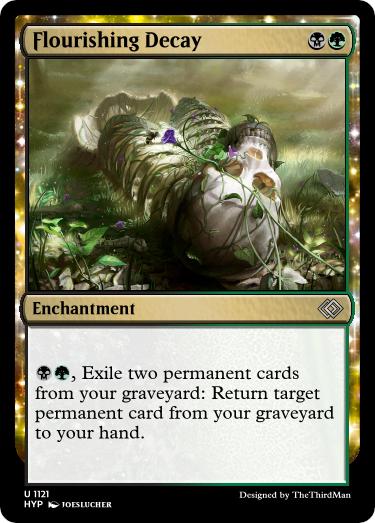 Flourishing Decay
Enchantment
, Exile two permanent cards
from your graveyard: Return target
permanent card from your graveyard
to your hand.
U 1121
HYP JOESLUCHER
Designed by TheThirdMan